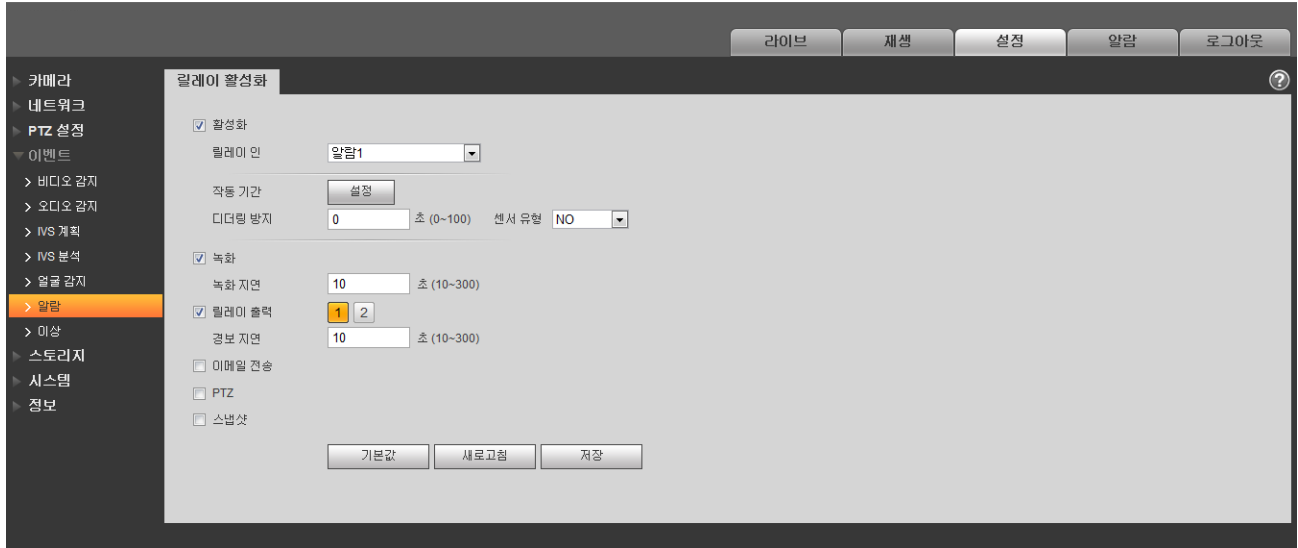 라이브 재생 설정 알람 로그아웃
카메라
네트워크
PTZ 설정
이벤트
비디오 감지
오디오 감지
IVS 계획
IVS 분석
얼굴 감지
알람
이상
스토리지
시스템
정보
릴레이 활성화
활성화
릴레이 인 알람1
작동 기간 설정
디더링 방지 0 초 (0~100) 센서 유형 NO
녹화
녹화 지연 10 초 (10~300)
릴레이 출력 1 2
경보 지연 10 초 (10~300)
이메일 전송
PTZ
스냅샷
기본값 새로고침 저장